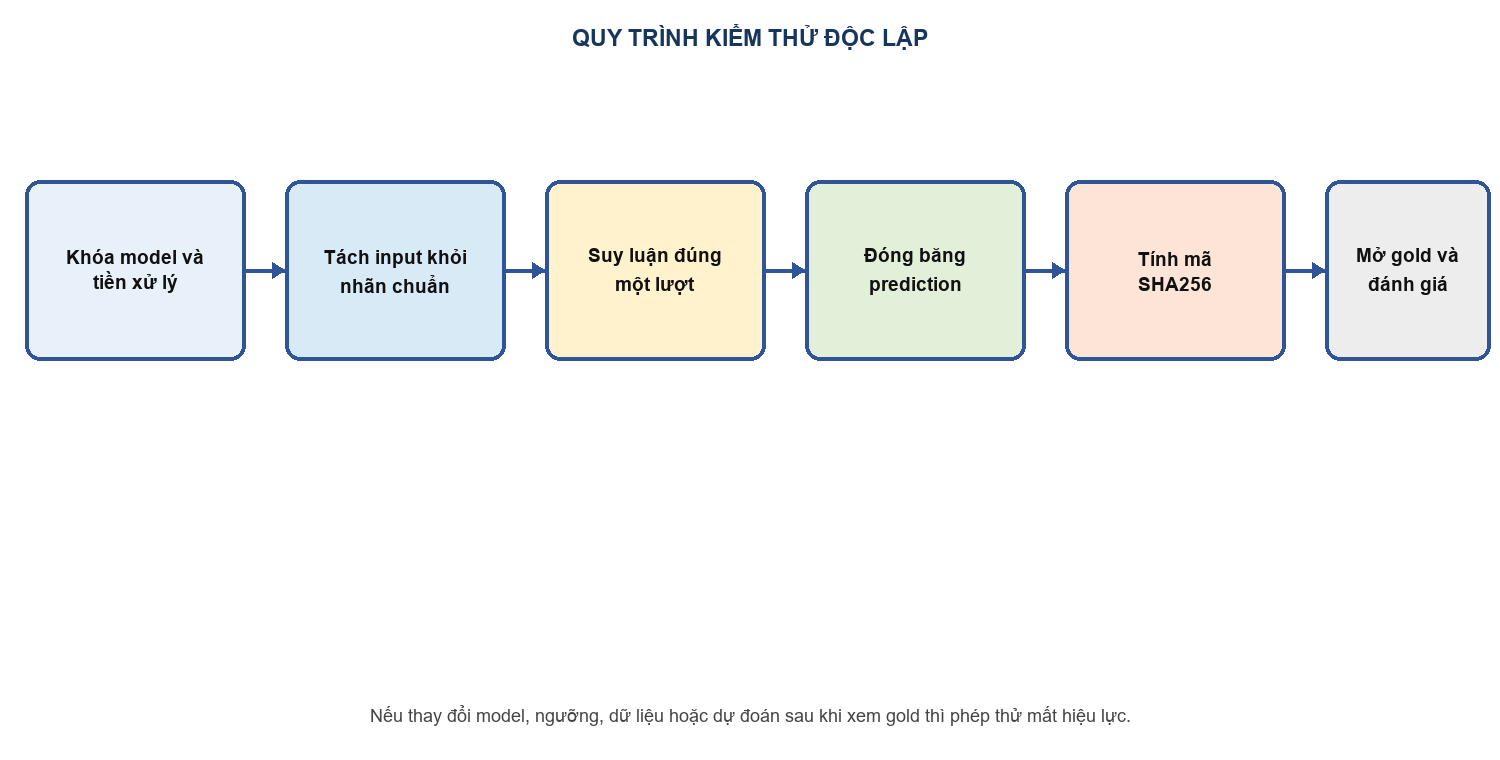 QUY TRÌNH KIỂM THỬ ĐỘC LẬP
Khóa model và
tiền xử lý
Tách input khỏi
nhãn chuẩn
Suy luận đúng
một lượt
Đóng băng
prediction
Tính mã
SHA256
Mở gold và
đánh giá
Nếu thay đổi model, ngưỡng, dữ liệu hoặc dự đoán sau khi xem gold thì phép thử mất hiệu lực.